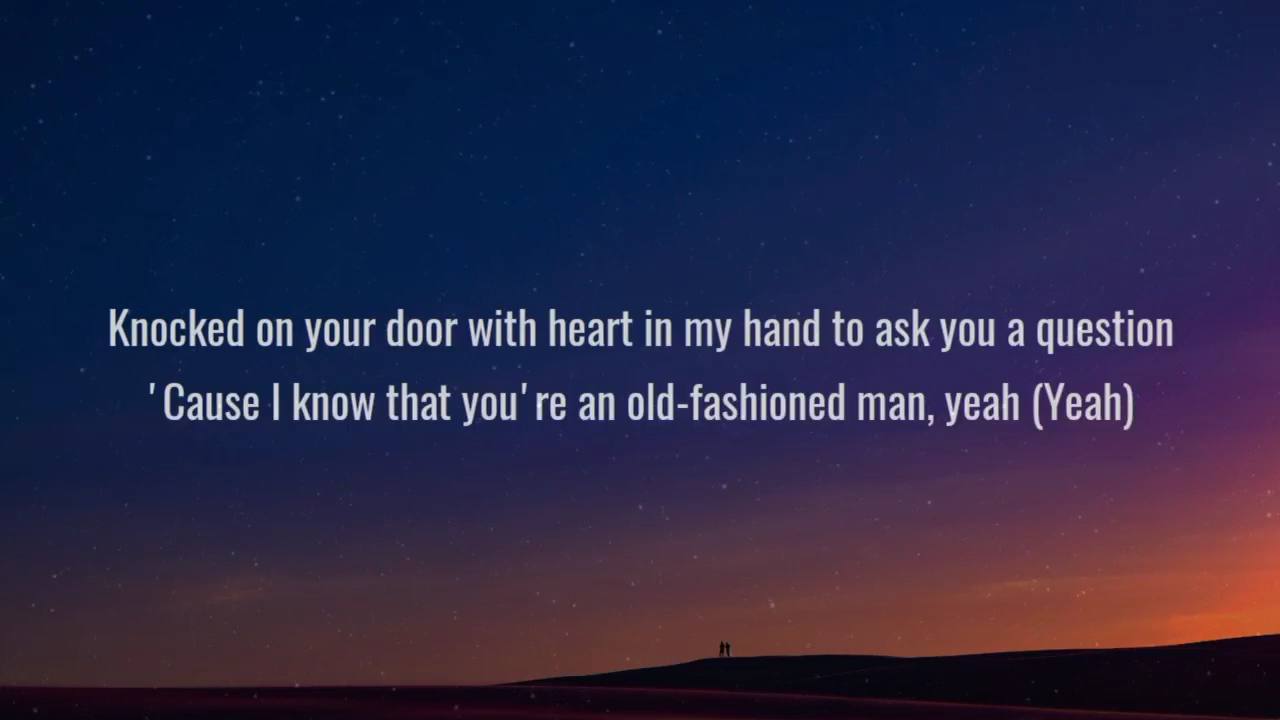 Knocked on your door with heart in my hand to ask you a question
'Cause I know that you're an old-fashioned man, yeah (Yeah)